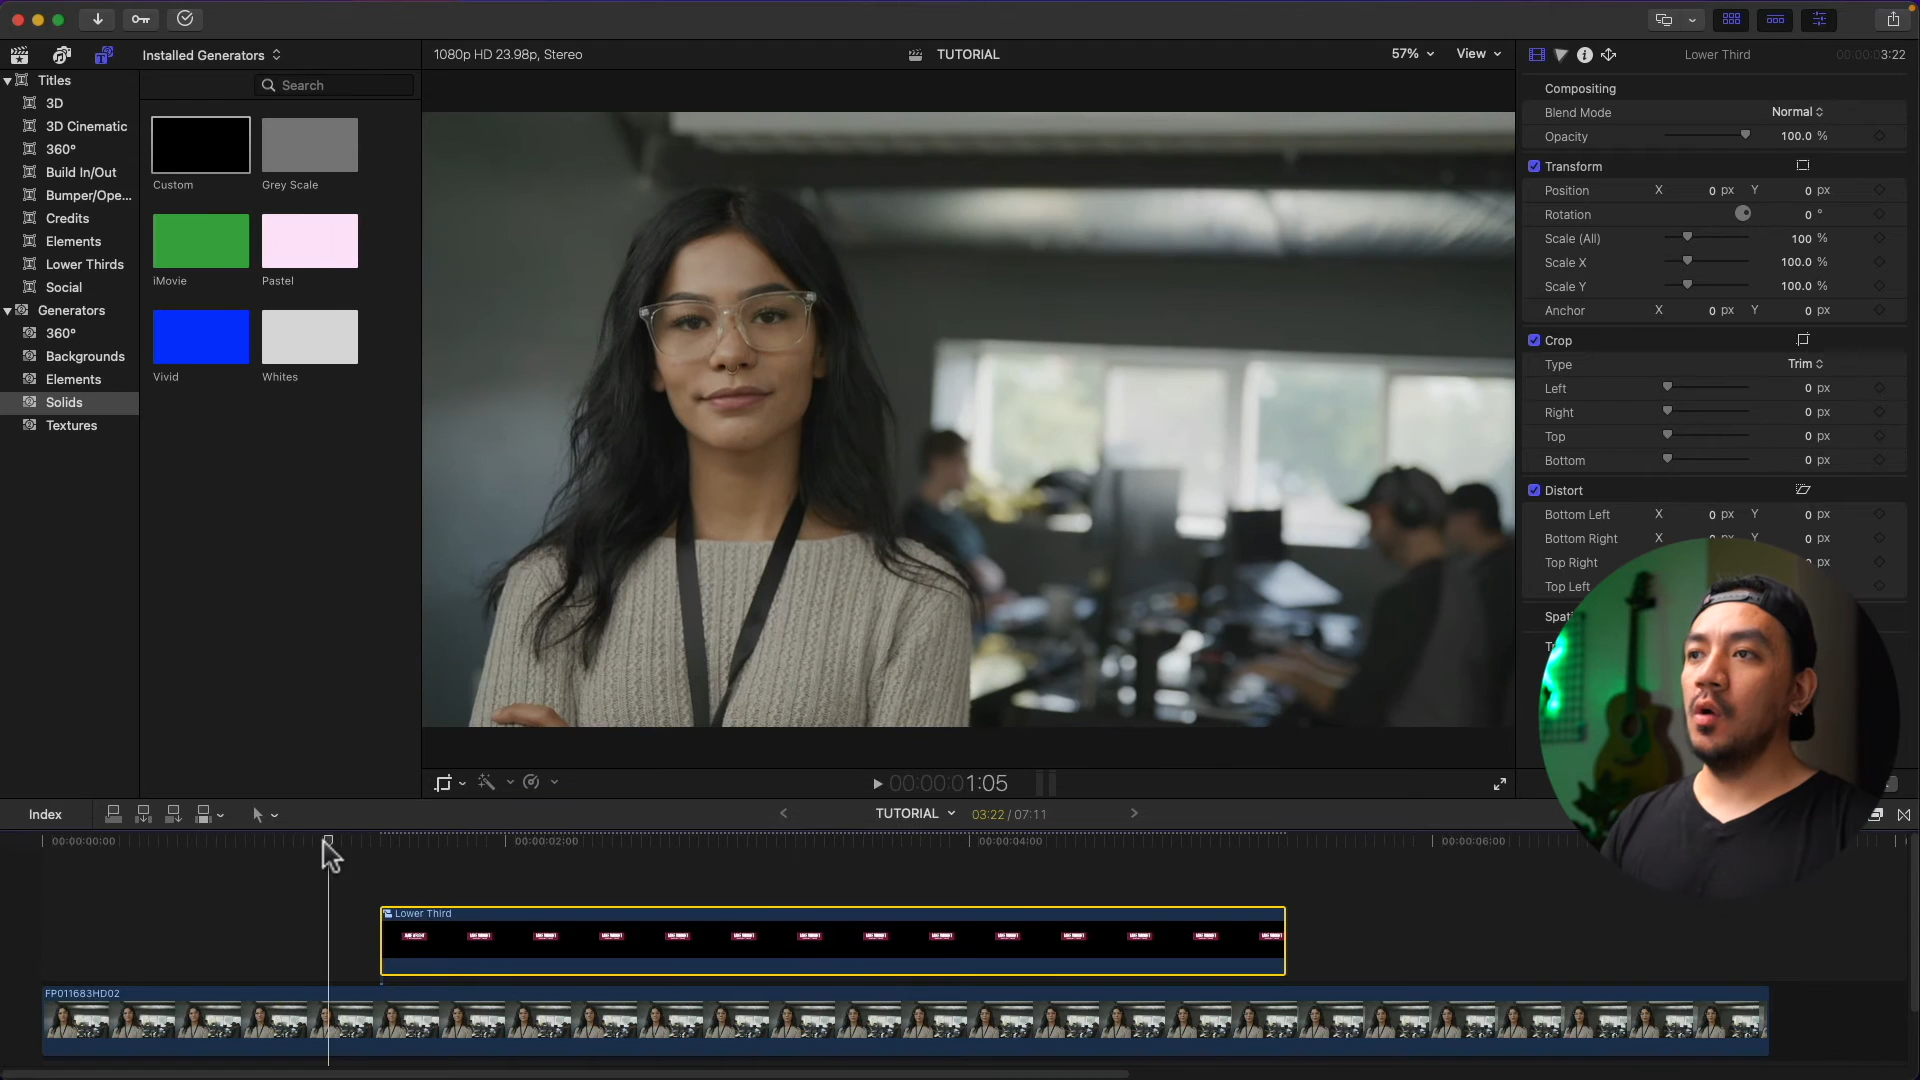 Installed Generators
1080p HD 23.98p, Stereo
TUTORIAL
57%
View
Lower Third
00:00:03:22
Titles
3D
3D Cinematic
360°
Build In/Out
Bumper/Ope...
Credits
Elements
Lower Thirds
Social
Generators
360°
Backgrounds
Elements
Solids
Textures
Search
Custom
Grey Scale
iMovie
Pastel
Vivid
Whites
Compositing
Blend Mode Normal
Opacity 100.0 %
Transform
Position X 0 px Y 0 px
Rotation 0 °
Scale (All) 100 %
Scale X 100.0 %
Scale Y 100.0 %
Anchor X 0 px Y 0 px
Crop
Type Trim
Left 0 px
Right 0 px
Top 0 px
Bottom 0 px
Distort
Bottom Left X 0 px Y 0 px
Bottom Right X px
Top Right px
Top Left
00:00:01:05
Index
TUTORIAL
03:22 / 07:11
00:00:00:00
00:00:02:00
00:00:04:00
00:00:06:00
Lower Third
FP011683HD02